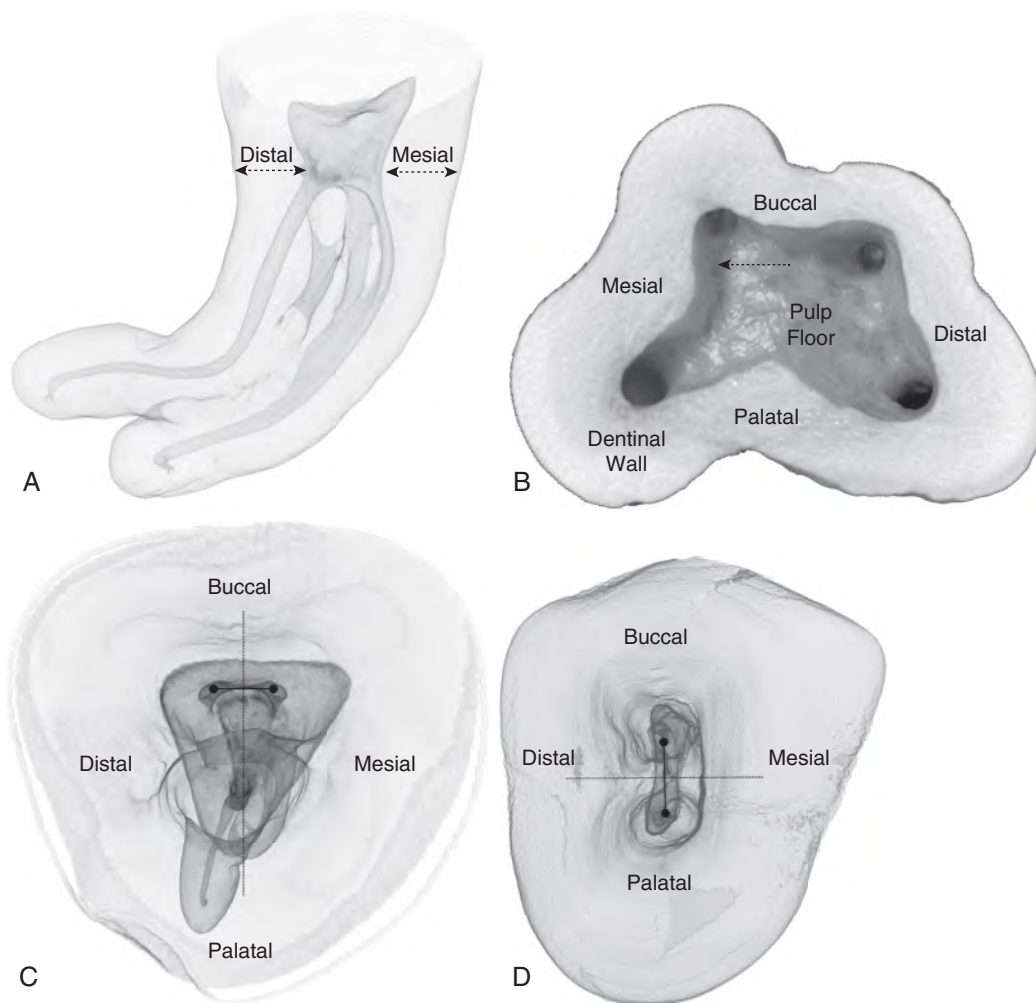 Distal
Mesial
A
Buccal
Mesial
Pulp
Floor
Distal
Palatal
Dentinal
Wall
B
Buccal
Distal
Mesial
Palatal
C
Buccal
Distal
Mesial
Palatal
D